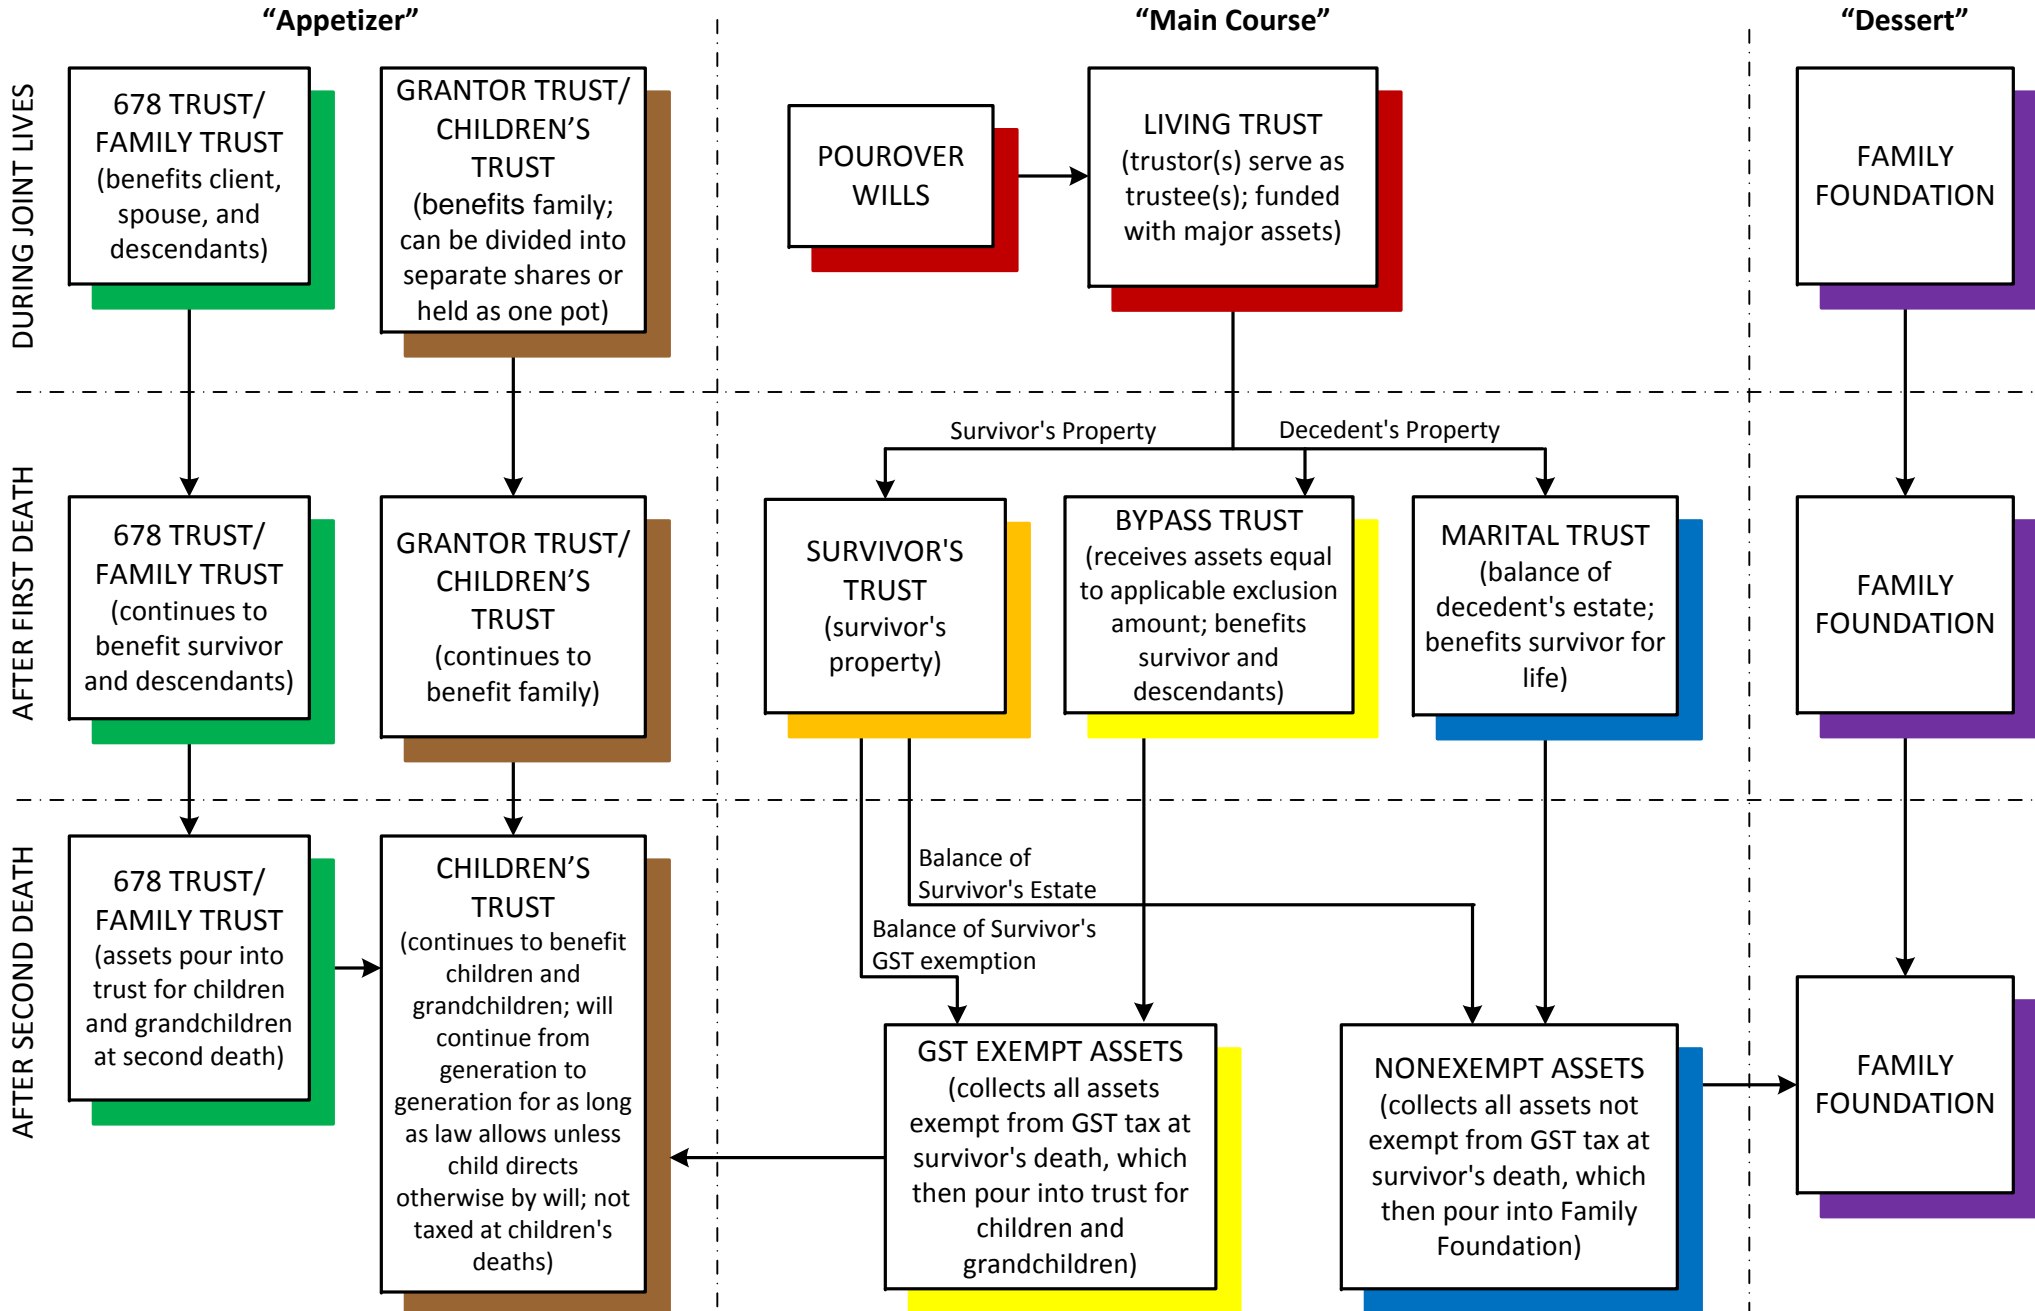 “Appetizer”
“Main Course”
“Dessert”
DURING JOINT LIVES
678 TRUST/
FAMILY TRUST
(benefits client,
spouse, and
descendants)
GRANTOR TRUST/
CHILDREN’S
TRUST
(benefits family;
can be divided into
separate shares or
held as one pot)
POUROVER
WILLS
LIVING TRUST
(trustor(s) serve as
trustee(s); funded
with major assets)
FAMILY
FOUNDATION
AFTER FIRST DEATH
Survivor's Property
Decedent's Property
678 TRUST/
FAMILY TRUST
(continues to
benefit survivor
and descendants)
GRANTOR TRUST/
CHILDREN’S
TRUST
(continues to
benefit family)
SURVIVOR'S
TRUST
(survivor's
property)
BYPASS TRUST
(receives assets equal
to applicable exclusion
amount; benefits
survivor and
descendants)
MARITAL TRUST
(balance of
decedent's estate;
benefits survivor for
life)
FAMILY
FOUNDATION
AFTER SECOND DEATH
678 TRUST/
FAMILY TRUST
(assets pour into
trust for children
and grandchildren
at second death)
CHILDREN’S
TRUST
(continues to benefit
children and
grandchildren; will
continue from
generation to
generation for as long
as law allows unless
child directs
otherwise by will; not
taxed at children's
deaths)
Balance of
Survivor's Estate
Balance of Survivor's
GST exemption
GST EXEMPT ASSETS
(collects all assets
exempt from GST tax at
survivor's death, which
then pour into trust for
children and
grandchildren)
NONEXEMPT ASSETS
(collects all assets not
exempt from GST tax at
survivor's death, which
then pour into Family
Foundation)
FAMILY
FOUNDATION